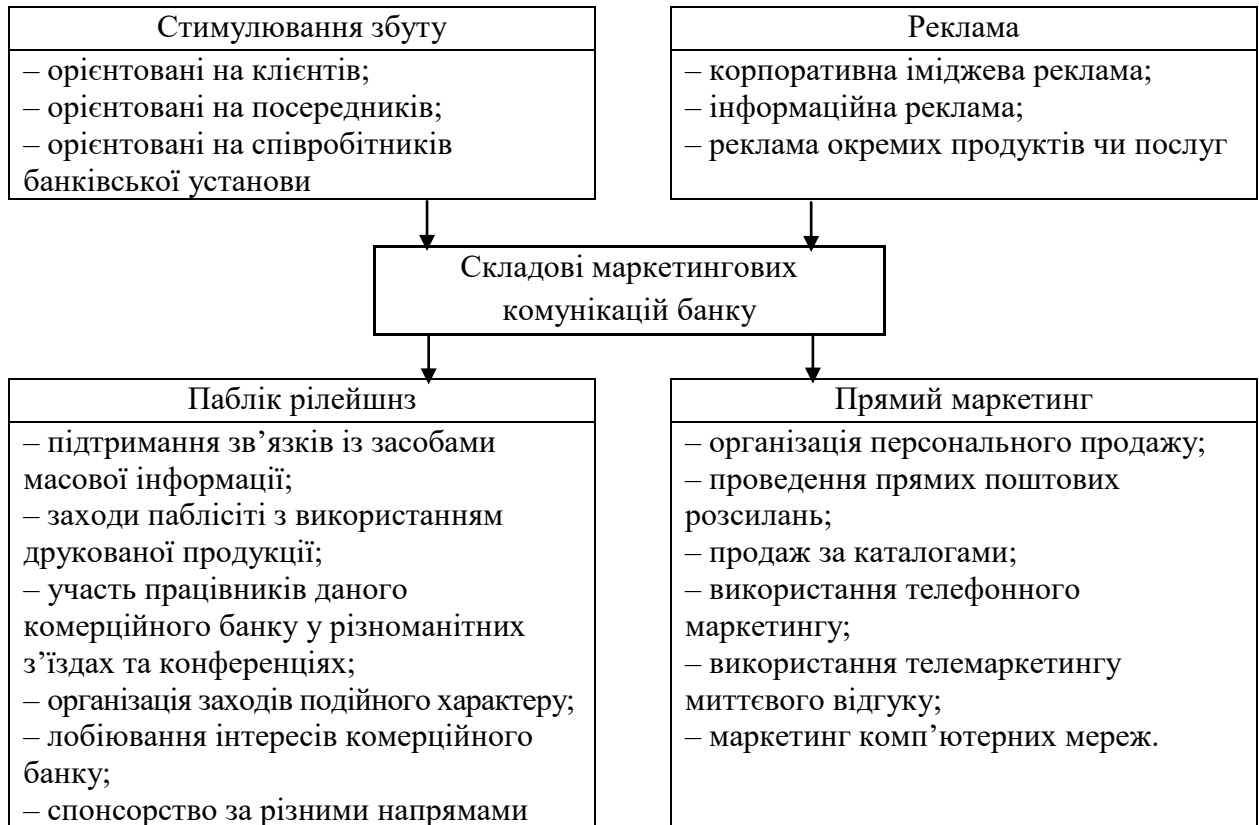 Стимулювання збуту
– орієнтовані на клієнтів;
– орієнтовані на посередників;
– орієнтовані на співробітників
банківської установи
Реклама
– корпоративна іміджева реклама;
– інформаційна реклама;
– реклама окремих продуктів чи послуг
Складові маркетингових
комунікацій банку
Паблік рілейшнз
– підтримання зв’язків із засобами
масової інформації;
– заходи паблісіті з використанням
друкованої продукції;
– участь працівників даного
комерційного банку у різноманітних
з’їздах та конференціях;
– організація заходів подійного характеру;
– лобіювання інтересів комерційного
банку;
– спонсорство за різними напрямами
Прямий маркетинг
– організація персонального продажу;
– проведення прямих поштових
розсилань;
– продаж за каталогами;
– використання телефонного
маркетингу;
– використання телемаркетингу
миттєвого відгуку;
– маркетинг комп’ютерних мереж.